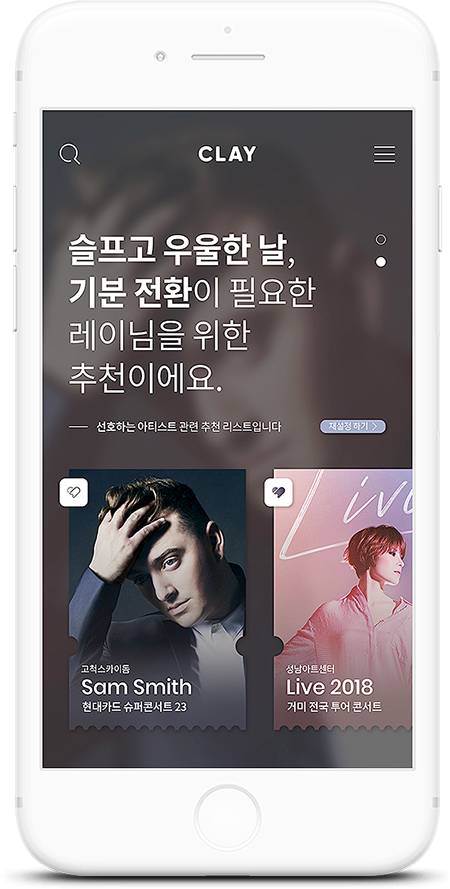 CLAY
슬프고 우울한 날,
기분 전환이 필요한
레이님을 위한
추천이에요.
선호하는 아티스트 관련 추천 리스트입니다
재설정 하기
Live
고척스카이돔
Sam Smith
현대카드 슈퍼콘서트 23
성남아트센터
Live 2018
거미 전국 투어 콘서트